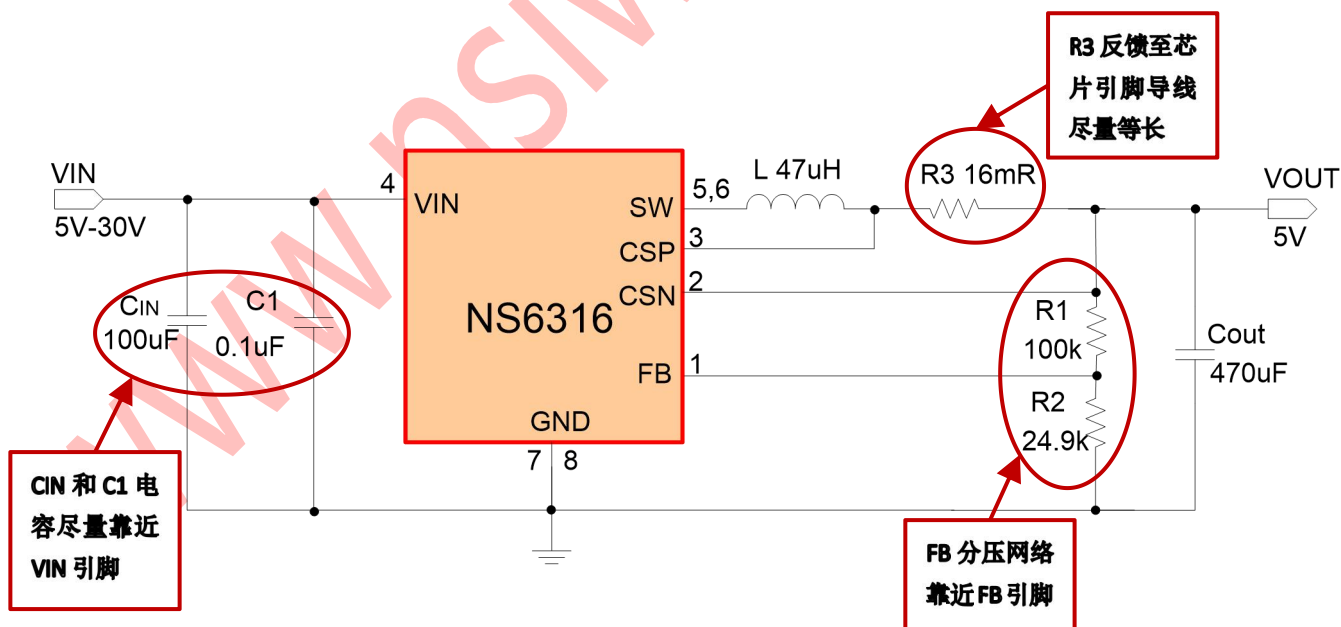 R3 反馈至芯
片引脚导线
尽量等长
VIN
5V-30V
4
VIN
SW
5,6
L 47uH
R3 16mR
VOUT
5V
CSP
3
CSN
2
NS6316
CIN
100uF
C1
0.1uF
R1
100k
Cout
470uF
FB
1
R2
24.9k
GND
7 8
CIN 和 C1 电
容尽量靠近
VIN 引脚
FB 分压网络
靠近 FB 引脚
www.nsiw